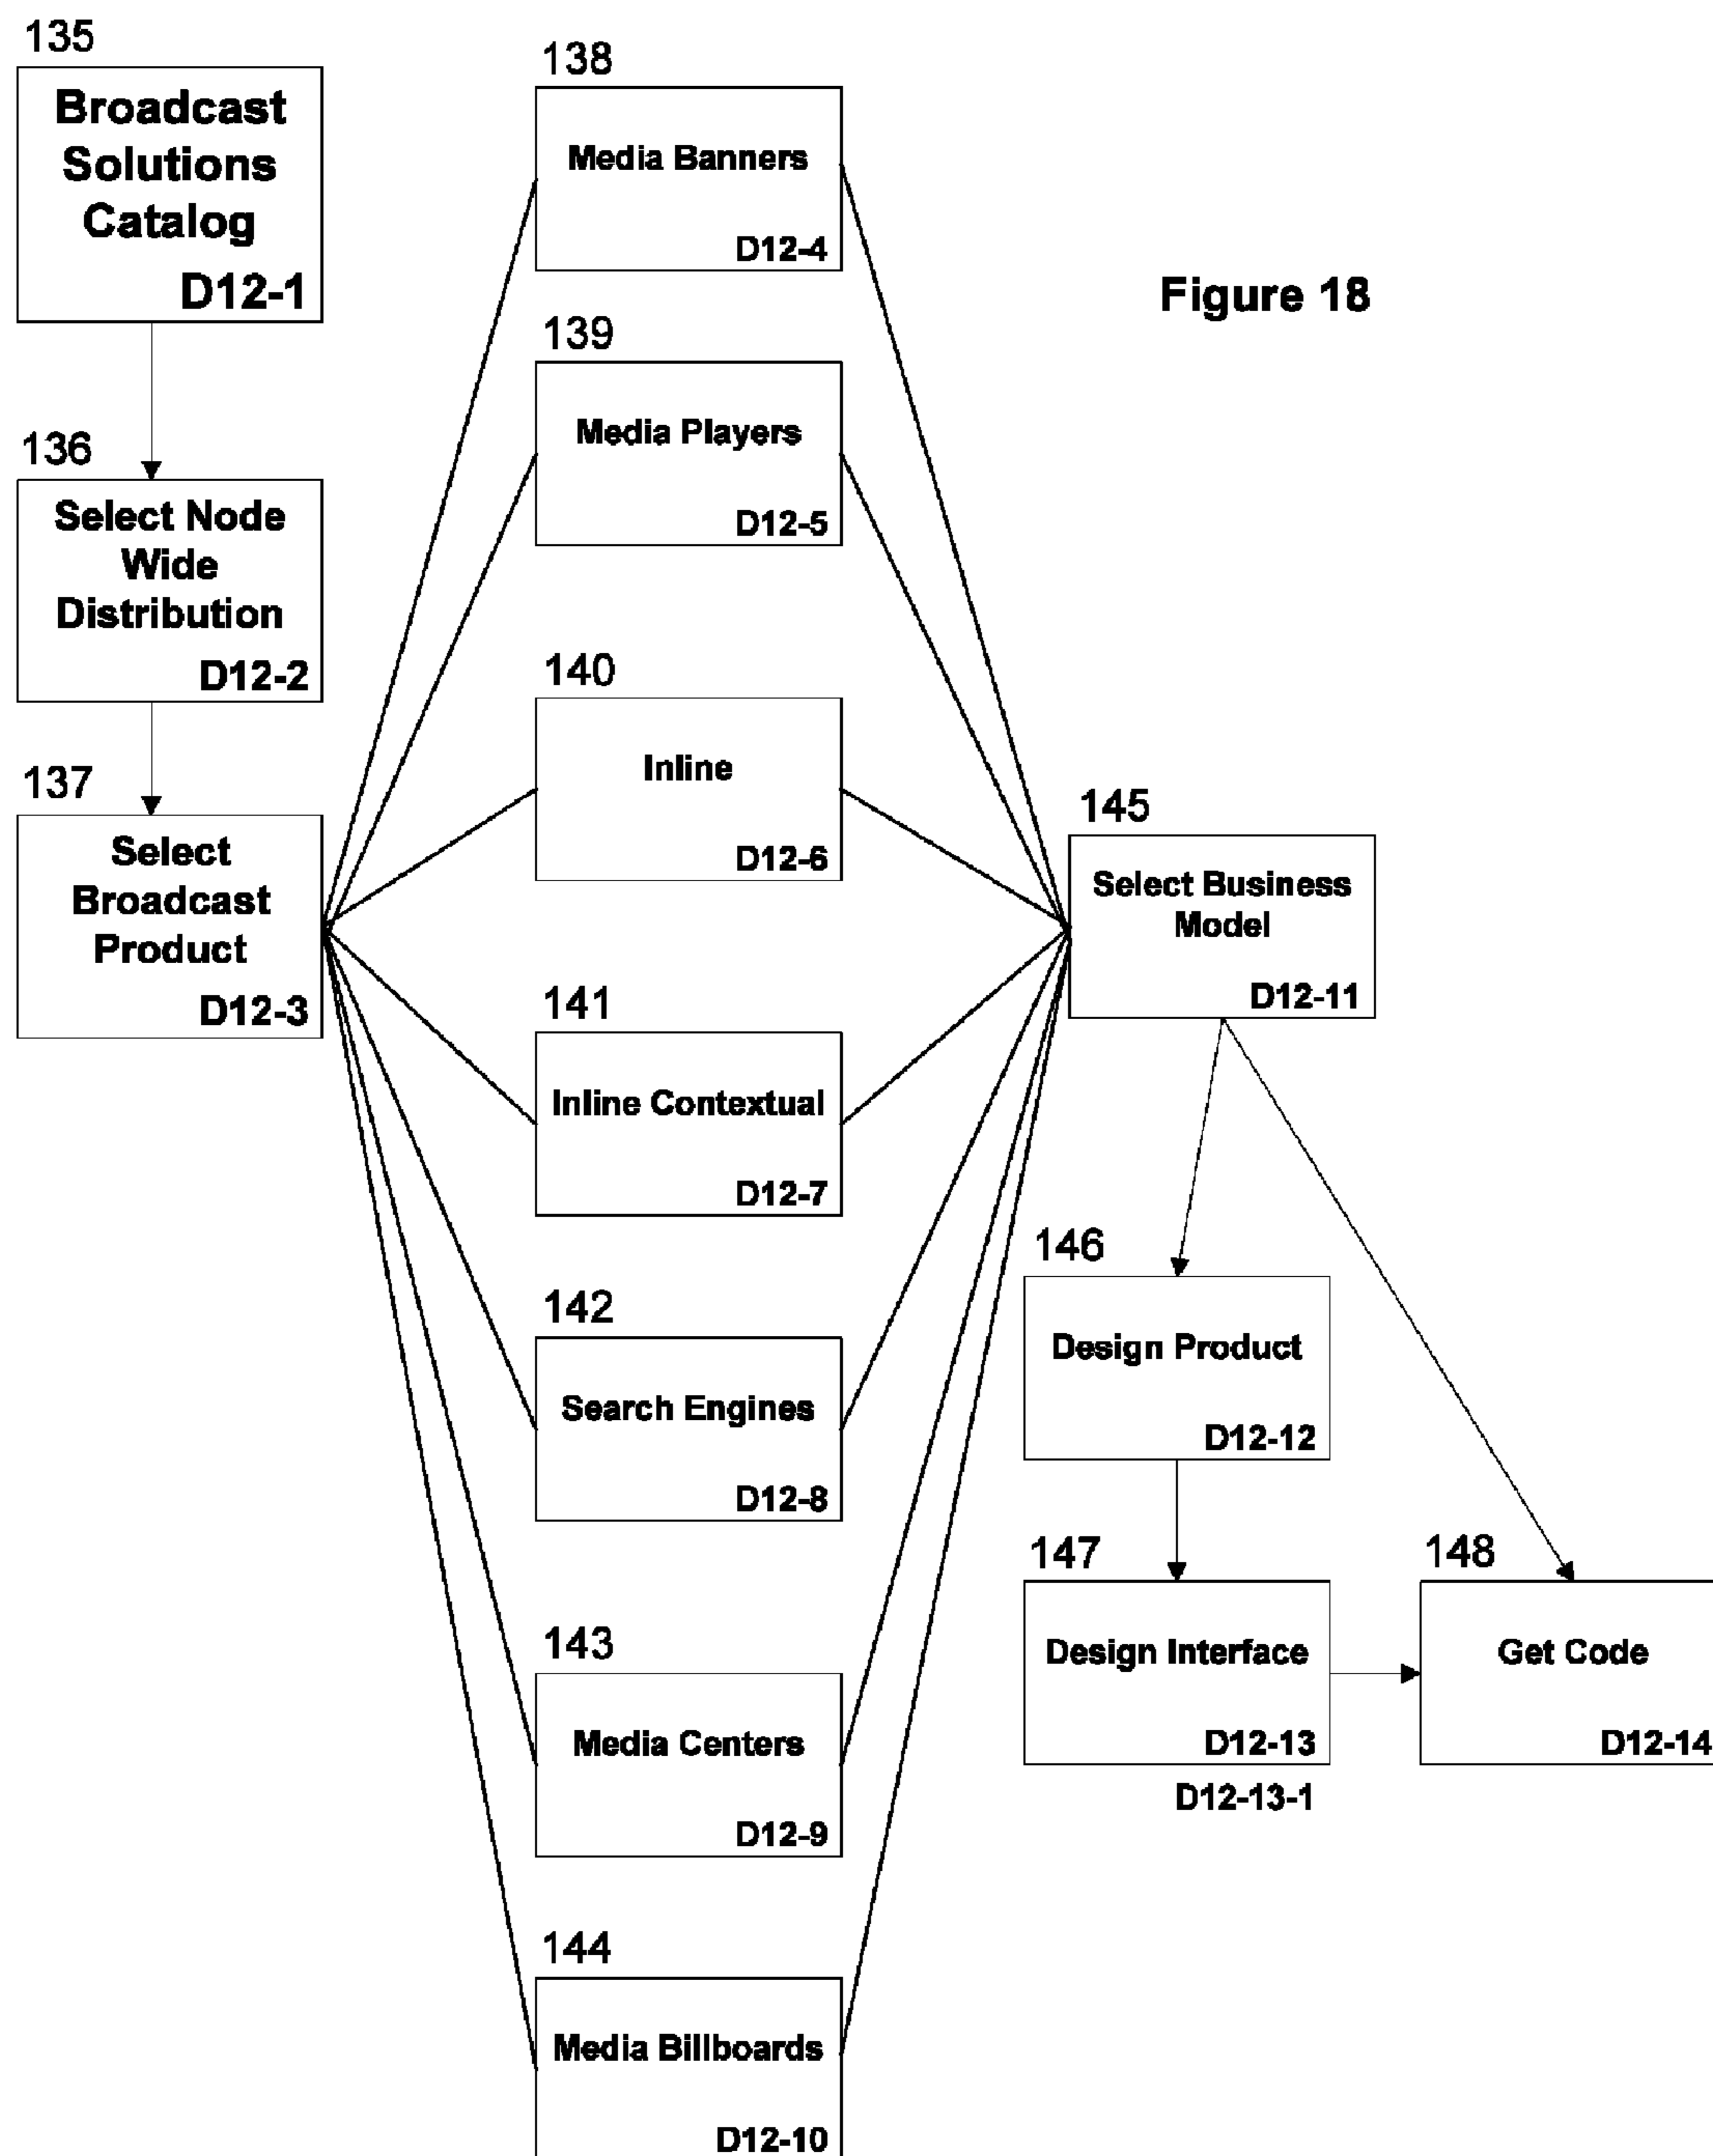 135
Broadcast
Solutions
Catalog
D12-1
136
Select Node
Wide
Distribution
D12-2
137
Select
Broadcast
Product
D12-3
138
Media Banners
D12-4
139
Media Players
D12-5
140
Inline
D12-6
141
Inline Contextual
D12-7
142
Search Engines
D12-8
143
Media Centers
D12-9
144
Media Billboards
D12-10
Figure 18
145
Select Business
Model
D12-11
146
Design Product
D12-12
147
Design Interface
D12-13
D12-13-1
148
Get Code
D12-14